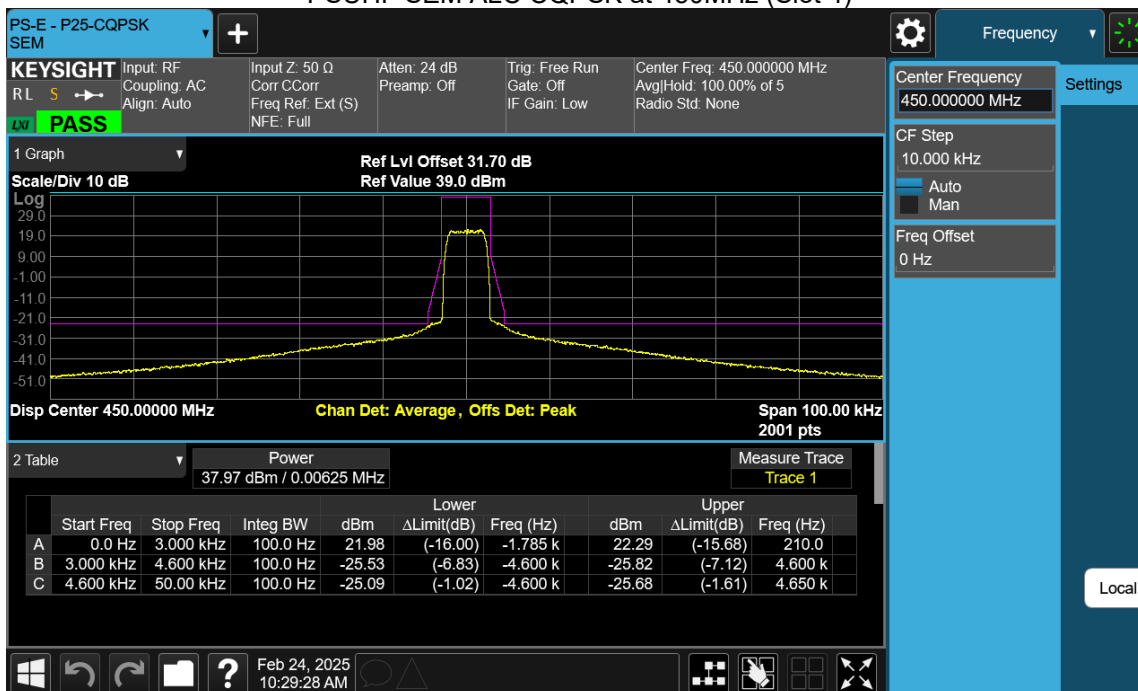 PS-E - P25-CQPSK
SEM
Frequency
KEYSIGHT
RL S
LXI PASS
Input: RF
Coupling: AC
Align: Auto
Input Z: 50 Ω
Corr CCorr
Freq Ref: Ext (S)
NFE: Full
Atten: 24 dB
Preamp: Off
Trig: Free Run
Gate: Off
IF Gain: Low
Center Freq: 450.000000 MHz
Avg|Hold: 100.00% of 5
Radio Std: None
Center Frequency
450.000000 MHz
Settings
CF Step
10.000 kHz
Auto
Man
Freq Offset
0 Hz
1 Graph
Ref Lvl Offset 31.70 dB
Scale/Div 10 dB Ref Value 39.0 dBm
Log
29.0
19.0
9.00
-1.00
-11.0
-21.0
-31.0
-41.0
-51.0
Disp Center 450.00000 MHz Chan Det: Average , Offs Det: Peak Span 100.00 kHz
2001 pts
2 Table
Power
37.97 dBm / 0.00625 MHz
Measure Trace
Trace 1
Lower Upper
Start Freq Stop Freq Integ BW dBm ΔLimit(dB) Freq (Hz) dBm ΔLimit(dB) Freq (Hz)
A 0.0 Hz 3.000 kHz 100.0 Hz 21.98 (-16.00) -1.785 k 22.29 (-15.68) 210.0
B 3.000 kHz 4.600 kHz 100.0 Hz -25.53 (-6.83) -4.600 k -25.82 (-7.12) 4.600 k
C 4.600 kHz 50.00 kHz 100.0 Hz -25.09 (-1.02) -4.600 k -25.68 (-1.61) 4.650 k
Local
?
Feb 24, 2025
10:29:28 AM